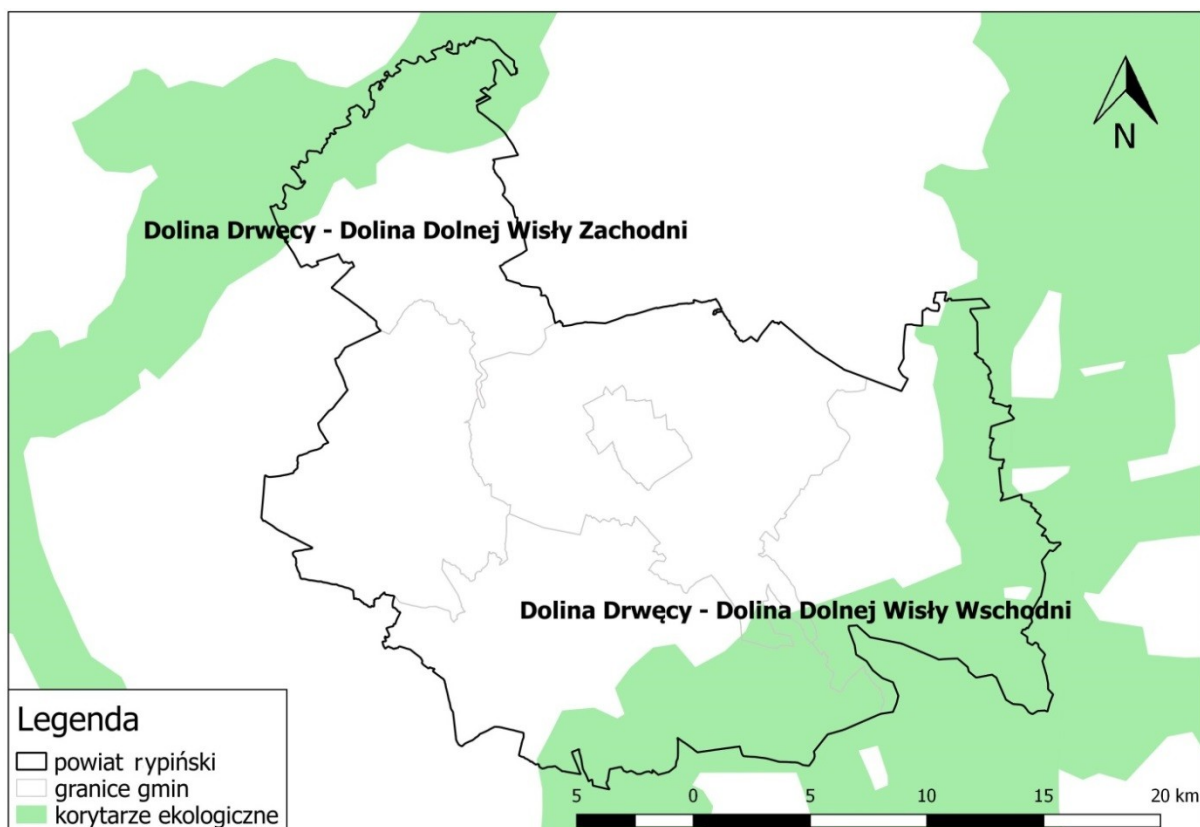 N
Dolina Drwęcy - Dolina Dolnej Wisły Zachodni
Dolina Drwęcy - Dolina Dolnej Wisły Wschodni
Legenda
powiat rypiński
granice gmin
korytarze ekologiczne
5 0 5 10 15 20 km